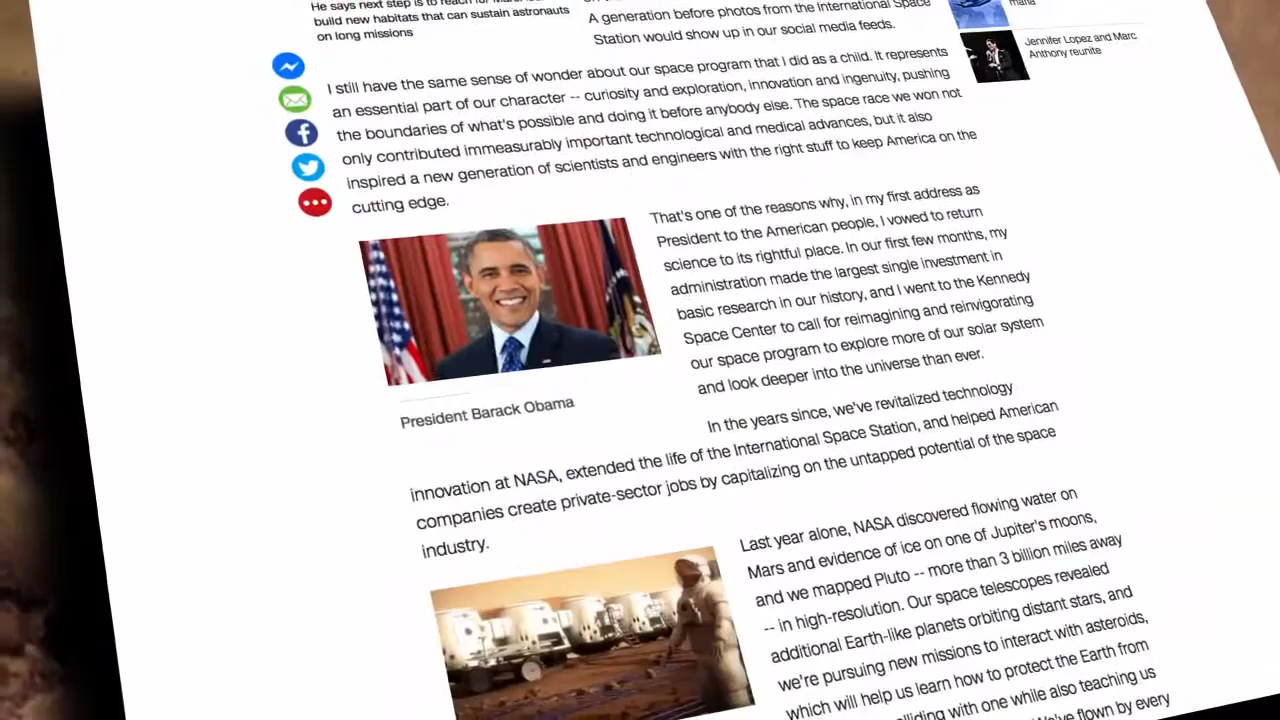 He says next step is to reach for
build new habitats that can sustain astronauts
on long missions
A generation before photos from the International Space
Station would show up in our social media feeds.
mafia
Jennifer Lopez and Marc
Anthony reunite
I still have the same sense of wonder about our space program that I did as a child. It represents
an essential part of our character -- curiosity and exploration, innovation and ingenuity, pushing
the boundaries of what's possible and doing it before anybody else. The space race we won not
only contributed immeasurably important technological and medical advances, but it also
inspired a new generation of scientists and engineers with the right stuff to keep America on the
cutting edge.
That's one of the reasons why, in my first address as
President to the American people, I vowed to return
science to its rightful place. In our first few months, my
administration made the largest single investment in
basic research in our history, and I went to the Kennedy
Space Center to call for reimagining and reinvigorating
our space program to explore more of our solar system
and look deeper into the universe than ever.
President Barack Obama
In the years since, we've revitalized technology
innovation at NASA, extended the life of the International Space Station, and helped American
companies create private-sector jobs by capitalizing on the untapped potential of the space
industry.
Last year alone, NASA discovered flowing water on
Mars and evidence of ice on one of Jupiter's moons,
and we mapped Pluto -- more than 3 billion miles away
-- in high-resolution. Our space telescopes revealed
additional Earth-like planets orbiting distant stars, and
we're pursuing new missions to interact with asteroids,
which will help us learn how to protect the Earth from
colliding with one while also teaching us
We've flown by every